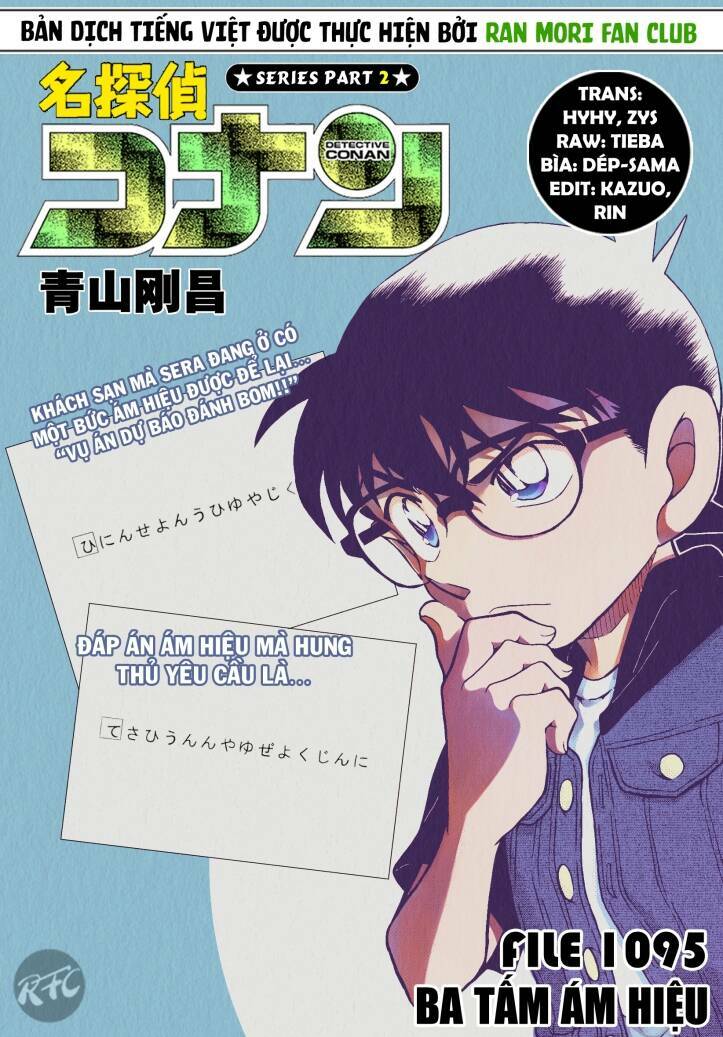 BẢN DỊCH TIẾNG VIỆT ĐƯỢC THỰC HIỆN BỞI RAN MORI FAN CLUB
★ SERIES PART 2 ★
名探偵
コナン
DETECTIVE
CONAN
青山剛昌
TRANS:
HYHY, ZYS
RAW: TIEBA
BÌA: DÉP-SAMA
EDIT: KAZUO,
RIN
KHÁCH SẠN MÀ SERA ĐANG Ở CÓ
MỘT BỨC ÁM HIỆU ĐƯỢC ĐỂ LẠI...
“VỤ ÁN DỰ BÁO ĐÁNH BOM!!”
ひにんせよんうひゆやじく
ĐÁP ÁN ÁM HIỆU MÀ HUNG
THỦ YÊU CẦU LÀ...
てさひうんんやゆぜよくじんに
FILE 1095
BA TẤM ÁM HIỆU
RFC